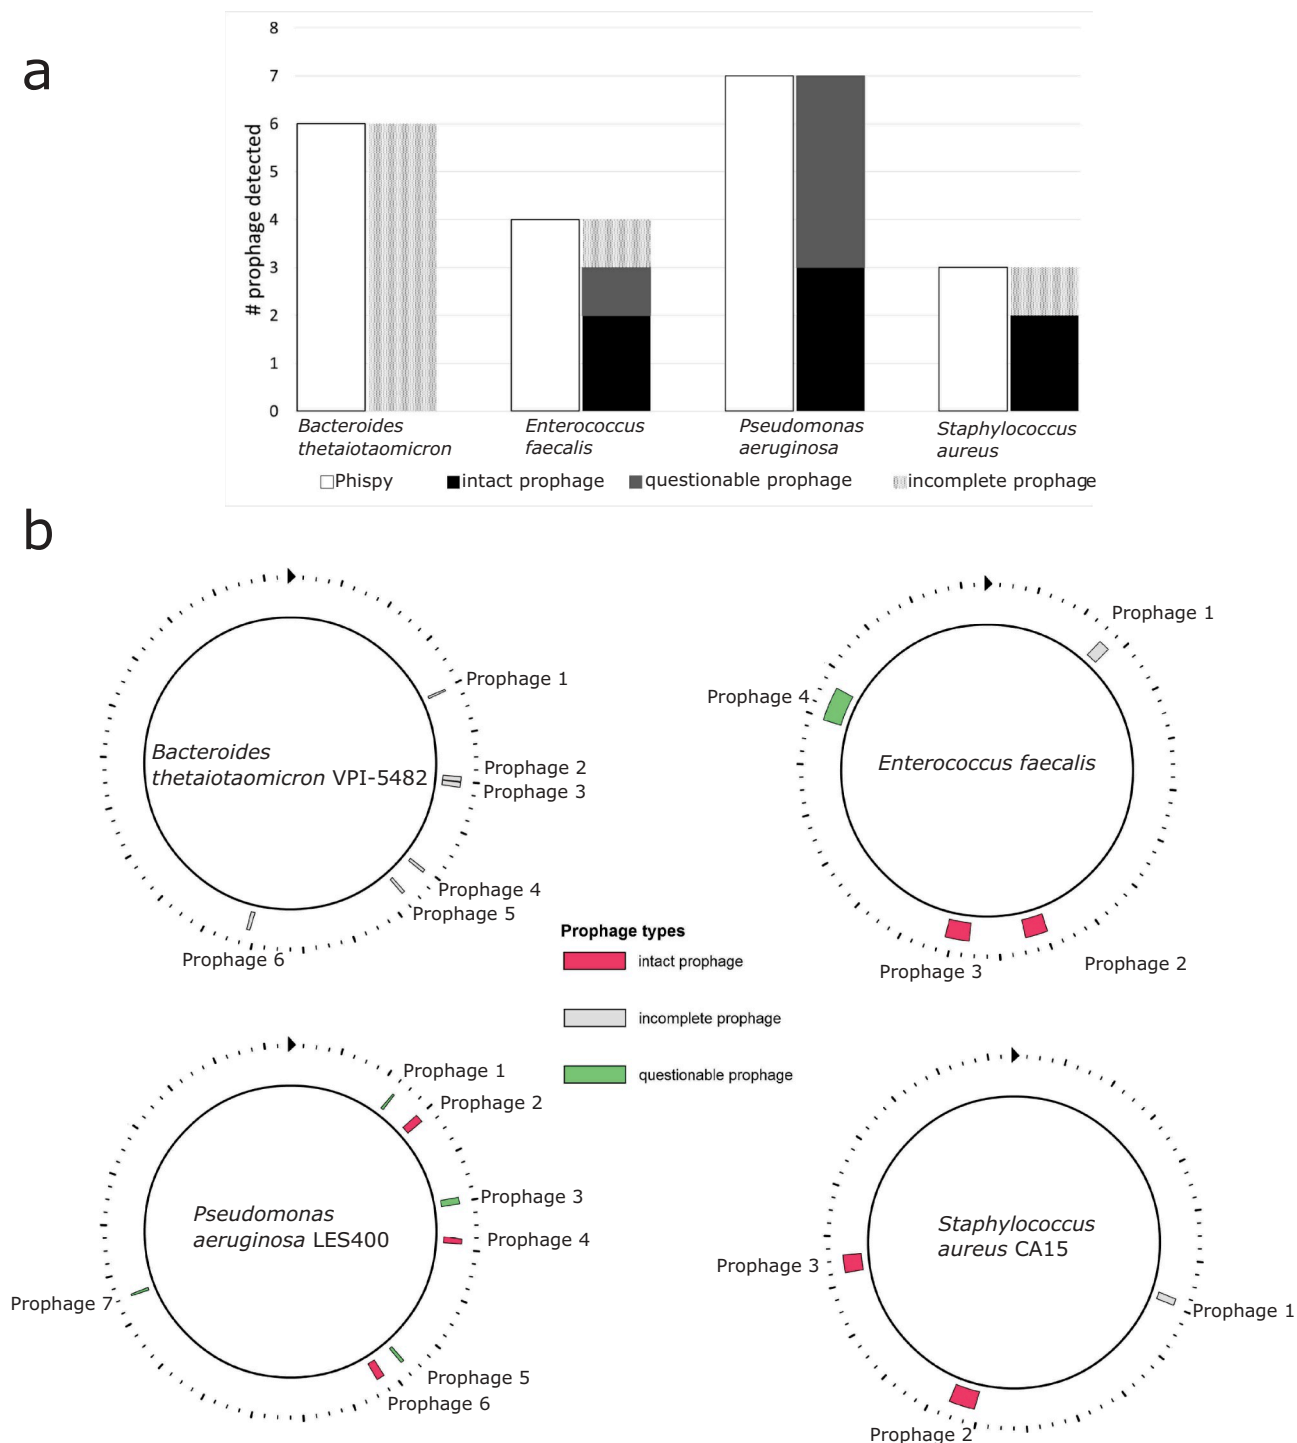 a
8
7
6
5
4
3
2
1
0
# prophage detected
Bacteroides
thetaiotaomicron
Enterococcus
faecalis
Pseudomonas
aeruginosa
Staphylococcus
aureus
Phispy
intact prophage
questionable prophage
incomplete prophage
b
Prophage 1
Prophage 2
Prophage 3
Prophage 4
Prophage 5
Prophage 6
Bacteroides
thetaiotaomicron VPI-5482
Prophage 1
Prophage 4
Enterococcus faecalis
Prophage 3
Prophage 2
Prophage types
intact prophage
incomplete prophage
questionable prophage
Prophage 1
Prophage 2
Prophage 3
Prophage 4
Pseudomonas
aeruginosa LES400
Prophage 7
Prophage 5
Prophage 6
Staphylococcus
aureus CA15
Prophage 3
Prophage 1
Prophage 2